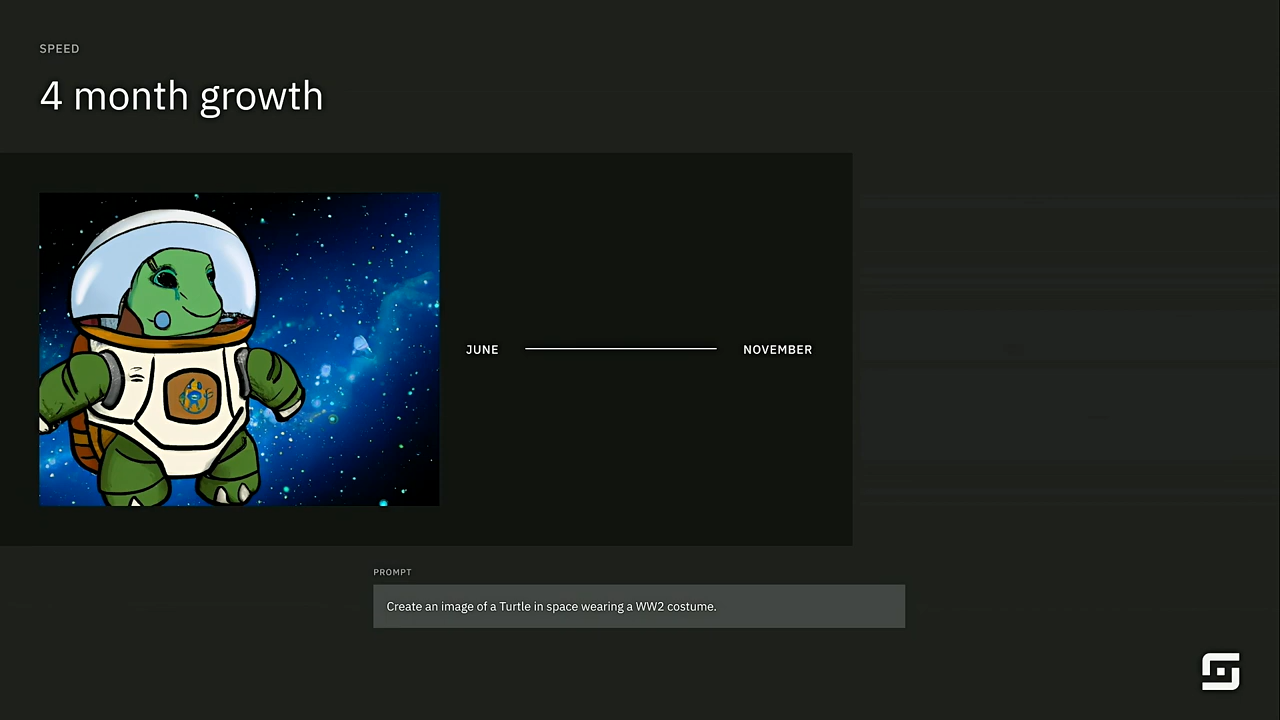 SPEED
4 month growth
JUNE
NOVEMBER
PROMPT
Create an image of a Turtle in space wearing a WW2 costume.